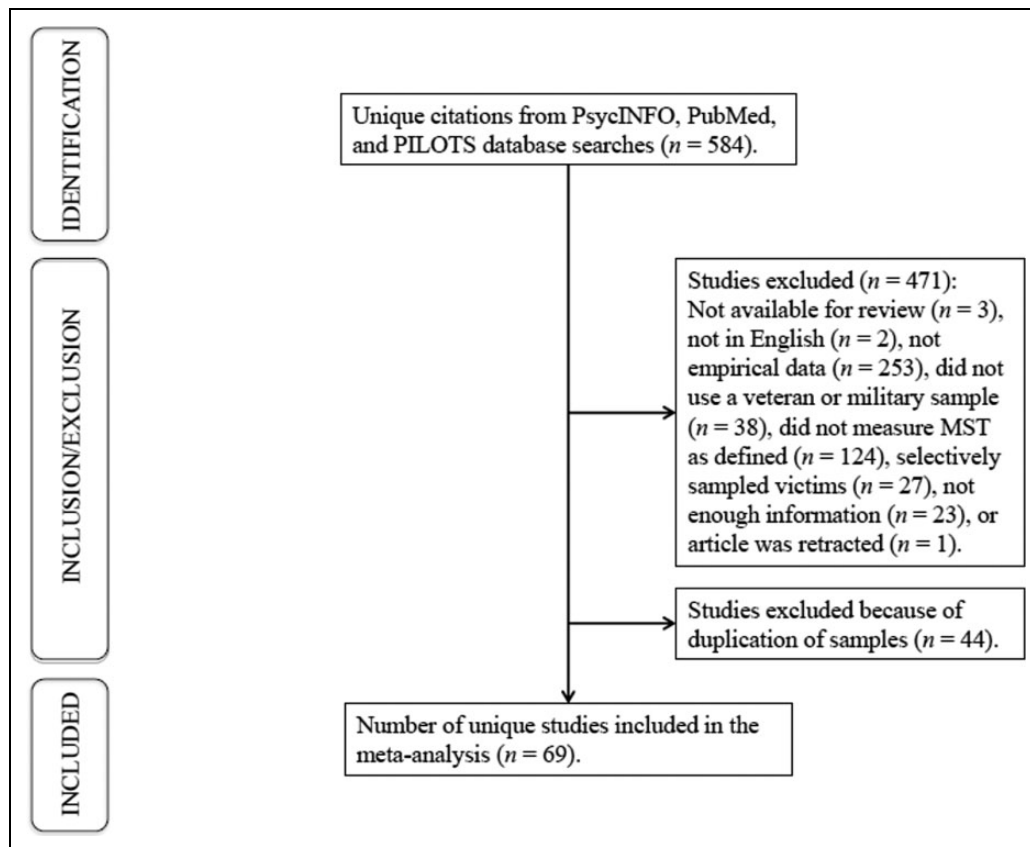 IDENTIFICATION
Unique citations from PsycINFO, PubMed,
and PILOTS database searches (n = 584).
INCLUSION/EXCLUSION
Studies excluded (n = 471):
Not available for review (n = 3),
not in English (n = 2), not
empirical data (n = 253), did not
use a veteran or military sample
(n = 38), did not measure MST
as defined (n = 124), selectively
sampled victims (n = 27), not
enough information (n = 23), or
article was retracted (n = 1).
Studies excluded because of
duplication of samples (n = 44).
INCLUDED
Number of unique studies included in the
meta-analysis (n = 69).